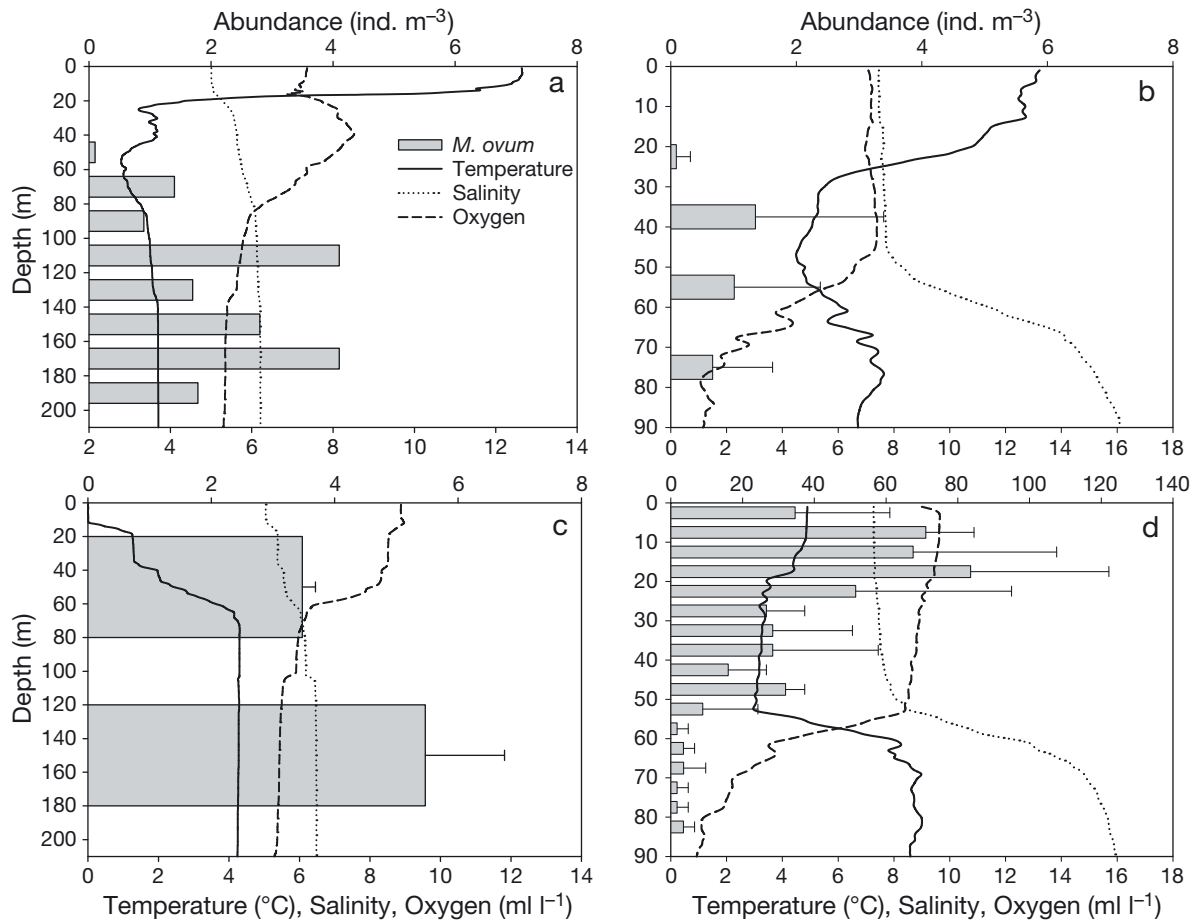 Abundance (ind. m–3)
0 2 4 6 8
a
0
20
40
60
80
100
120
140
160
180
200
Depth (m)
M. ovum
Temperature
Salinity
Oxygen
2 4 6 8 10 12 14
Abundance (ind. m–3)
0 2 4 6 8
b
0
10
20
30
40
50
60
70
80
90
0 2 4 6 8 10 12 14 16 18
0 2 4 6 8
c
0
20
40
60
80
100
120
140
160
180
200
Depth (m)
0 2 4 6 8 10 12 14
Temperature (°C), Salinity, Oxygen (ml l–1)
0 20 40 60 80 100 120 140
d
0
10
20
30
40
50
60
70
80
90
0 2 4 6 8 10 12 14 16 18
Temperature (°C), Salinity, Oxygen (ml l–1)